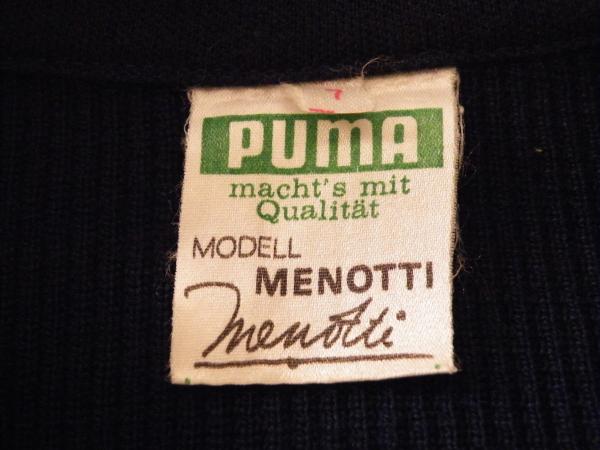 PUMA
macht's mit
Qualität
MODELL
MENOTTI
Menotti